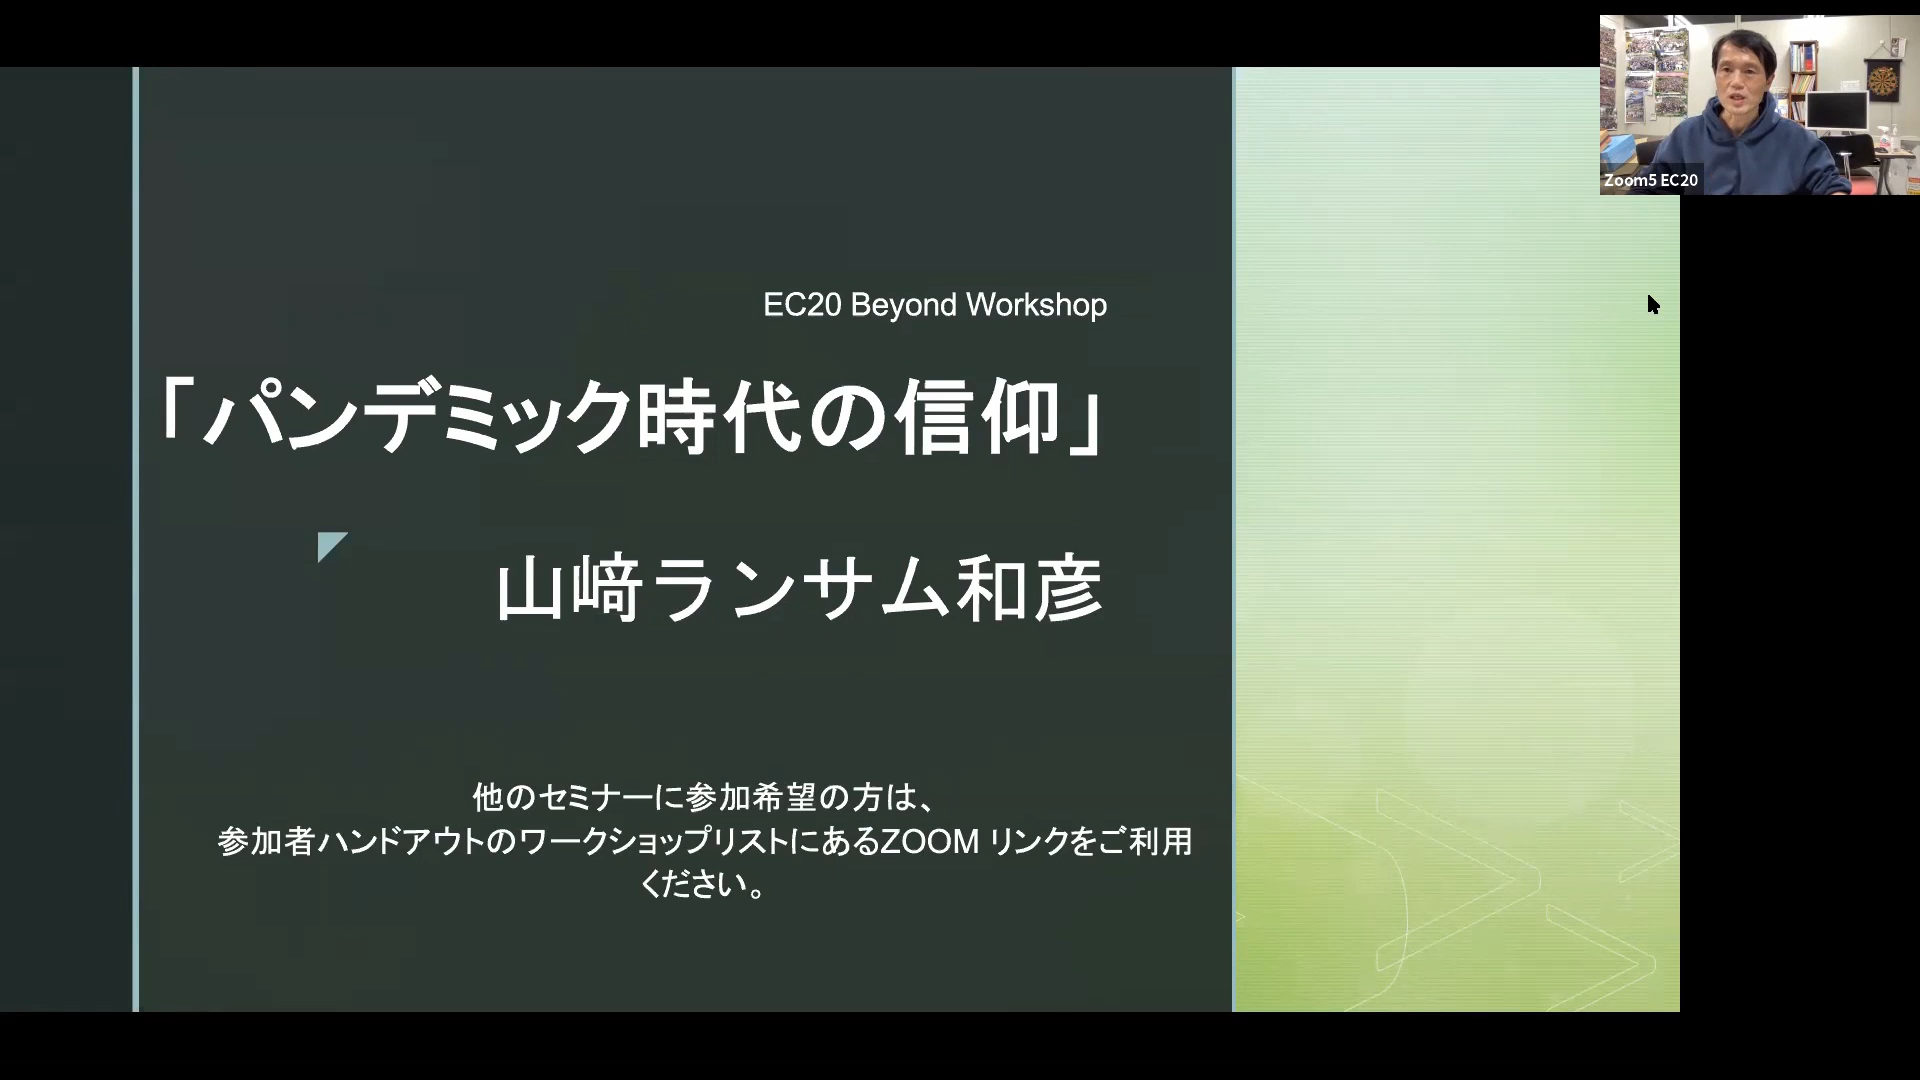 Zoom5 EC20
EC20 Beyond Workshop
「パンデミック時代の信仰」
山﨑ランサム和彦
他のセミナーに参加希望の方は、
参加者ハンドアウトのワークショップリストにあるZOOM リンクをご利用
ください。